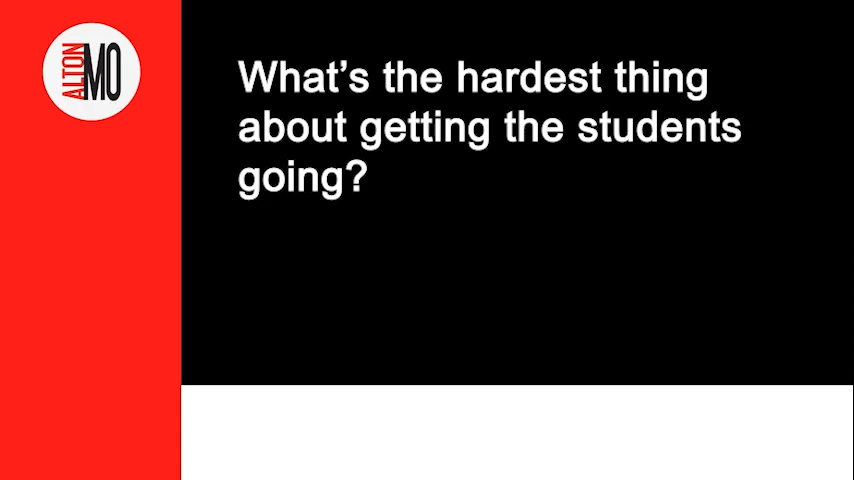 ALTON
MO
What’s the hardest thing
about getting the students
going?